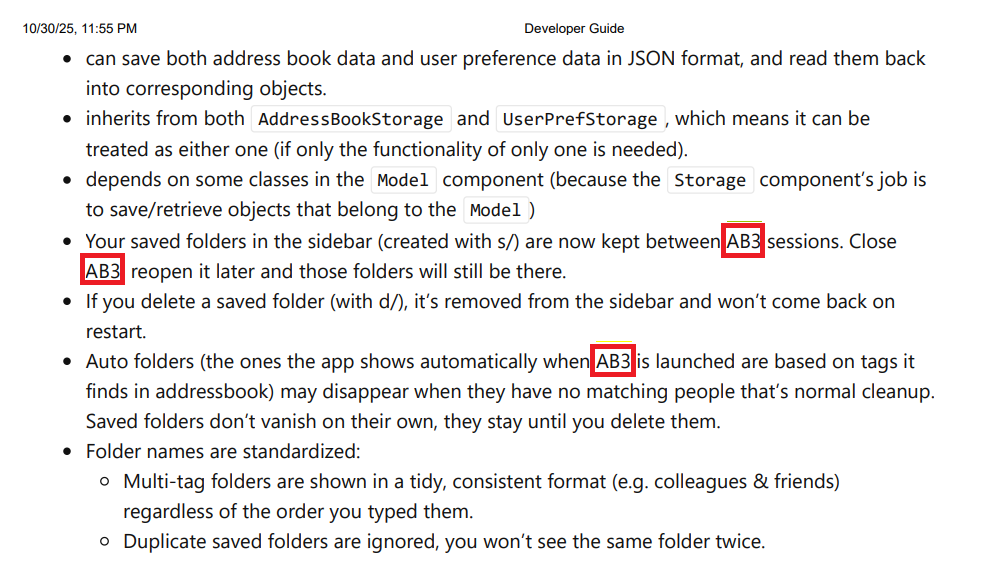 10/30/25, 11:55 PM Developer Guide
• can save both address book data and user preference data in JSON format, and read them back
into corresponding objects.
• inherits from both AddressBookStorage and UserPrefStorage, which means it can be
treated as either one (if only the functionality of only one is needed).
• depends on some classes in the Model component (because the Storage component's job is
to save/retrieve objects that belong to the Model)
• Your saved folders in the sidebar (created with s/) are now kept between AB3 sessions. Close
AB3 reopen it later and those folders will still be there.
• If you delete a saved folder (with d/), it's removed from the sidebar and won't come back on
restart.
• Auto folders (the ones the app shows automatically when AB3 is launched are based on tags it
finds in addressbook) may disappear when they have no matching people that's normal cleanup.
Saved folders don't vanish on their own, they stay until you delete them.
• Folder names are standardized:
○ Multi-tag folders are shown in a tidy, consistent format (e.g. colleagues & friends)
regardless of the order you typed them.
○ Duplicate saved folders are ignored, you won't see the same folder twice.